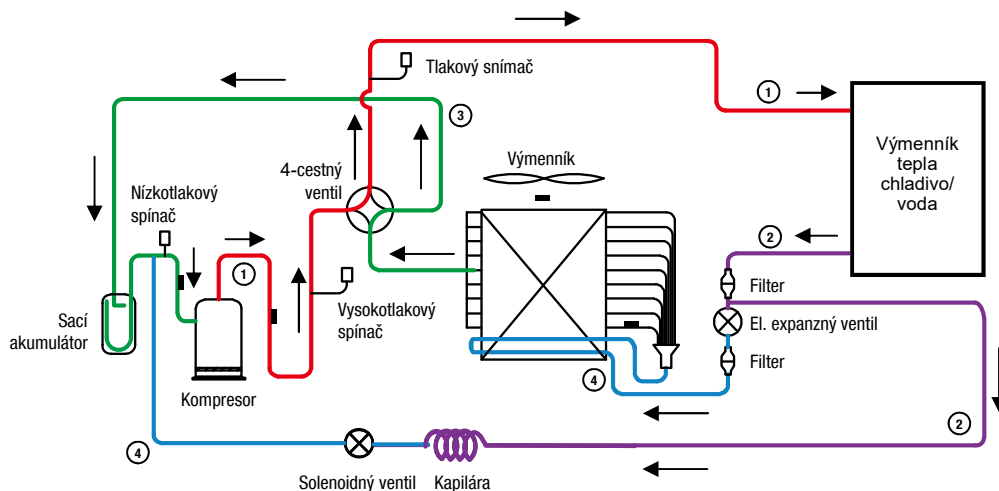 Tlakový snímač
1
3
Výmenník
tepla
chladivo/
voda
Výmenník
4-cestný
ventil
Nízkotlakový
spínač
2
1
Filter
Vysokotlakový
spínač
El. expanzný ventil
Sací
akumulátor
Filter
4
Kompresor
2
4
Solenoidný ventil
Kapilára